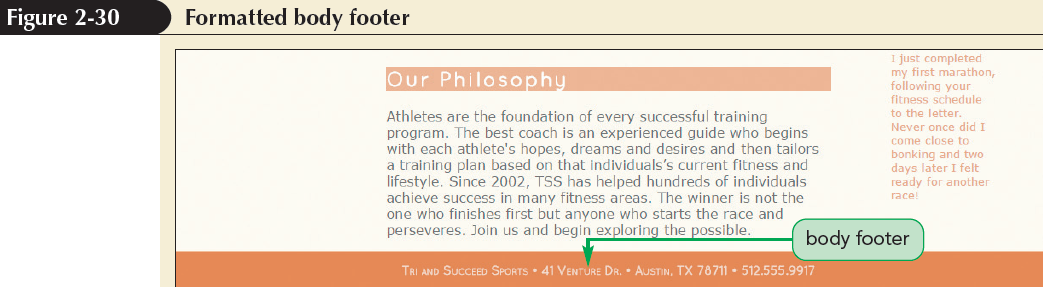 Figure 2-30
Formatted body footer
Our Philosophy
Athletes are the foundation of every successful training
program. The best coach is an experienced guide who begins
with each athlete's hopes, dreams and desires and then tailors
a training plan based on that individuals's current fitness and
lifestyle. Since 2002, TSS has helped hundreds of individuals
achieve success in many fitness areas. The winner is not the
one who finishes first but anyone who starts the race and
perseveres. Join us and begin exploring the possible.
I just completed
my first marathon,
following your
fitness schedule
to the letter.
Never once did I
come close to
bonking and two
days later I felt
ready for another
race!
body footer
Tri and Succeed Sports • 41 Venture Dr. • Austin, TX 78711 • 512.555.9917